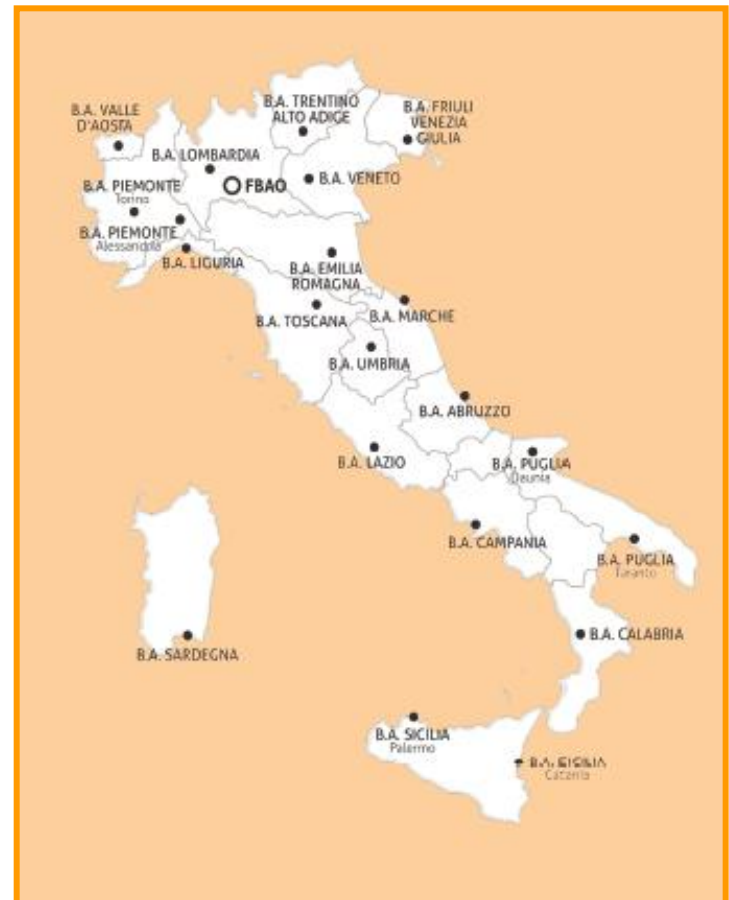 B.A. TRENTINO
ALTO ADIGE
B.A. FRIULI
VENEZIA
GIULIA
B.A. VALLE
D'AOSTA
B.A. LOMBARDIA
FBAO
B.A. VENETO
B.A. PIEMONTE
Torino
B.A. PIEMONTE
Alessandria
B.A. LIGURIA
B.A. EMILIA
ROMAGNA
B.A. TOSCANA
B.A. MARCHE
B.A. UMBRIA
B.A. ABRUZZO
B.A. LAZIO
B.A. PUGLIA
Daunia
B.A. CAMPANIA
B.A. PUGLIA
Taranto
B.A. CALABRIA
B.A. SARDEGNA
B.A. SICILIA
Palermo
B.A. SICILIA
Catania